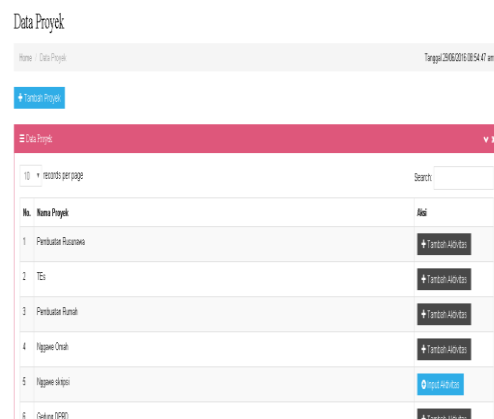 Data Proyek
Home / Data Proyek Tanggal 29/06/2016 08:54:47 am
+ Tambah Proyek
Data Proyek
10 records per page Search:
No. Nama Proyek Aksi
1 Pembuatan Rusunawa + Tambah Aktivitas
2 TEs + Tambah Aktivitas
3 Pembuatan Rumah + Tambah Aktivitas
4 Nggawe Omah + Tambah Aktivitas
5 Nggawe skripsi Input Aktivitas
6 Gedung DPRD + Tambah Aktivitas